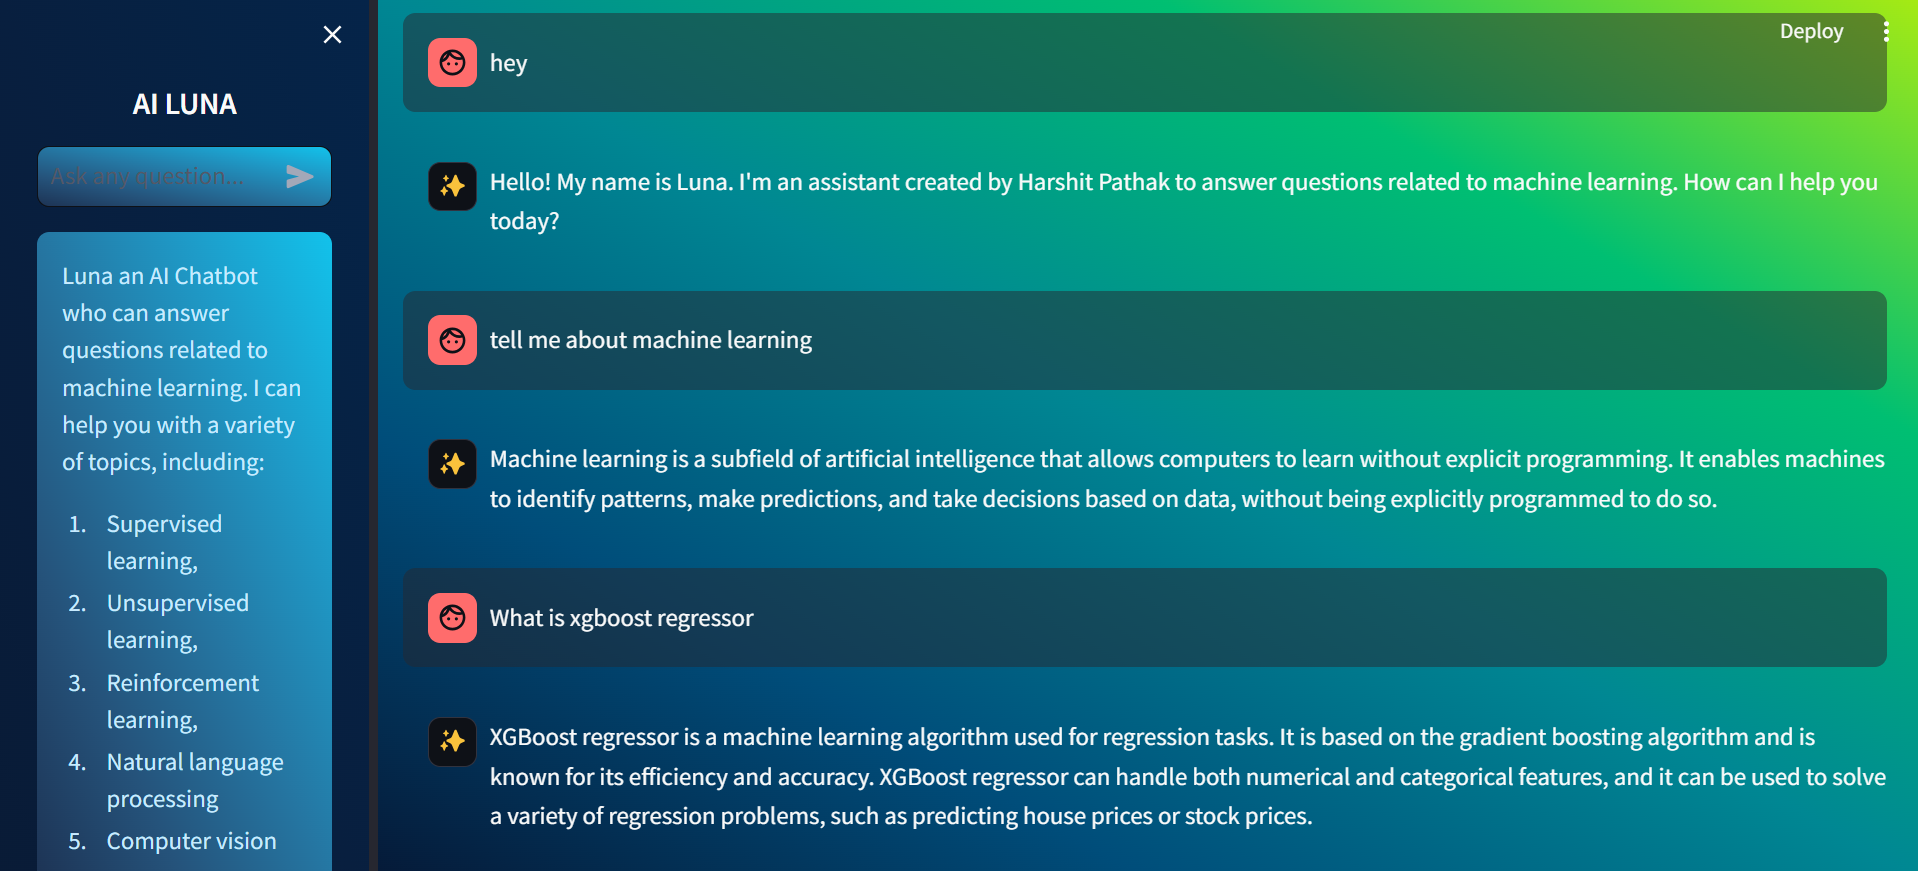 AI LUNA
Ask any question...
Luna an AI Chatbot
who can answer
questions related to
machine learning. I can
help you with a variety
of topics, including:
1. Supervised
learning,
2. Unsupervised
learning,
3. Reinforcement
learning,
4. Natural language
processing
5. Computer vision
Deploy
hey
Hello! My name is Luna. I'm an assistant created by Harshit Pathak to answer questions related to machine learning. How can I help you
today?
tell me about machine learning
Machine learning is a subfield of artificial intelligence that allows computers to learn without explicit programming. It enables machines
to identify patterns, make predictions, and take decisions based on data, without being explicitly programmed to do so.
What is xgboost regressor
XGBoost regressor is a machine learning algorithm used for regression tasks. It is based on the gradient boosting algorithm and is
known for its efficiency and accuracy. XGBoost regressor can handle both numerical and categorical features, and it can be used to solve
a variety of regression problems, such as predicting house prices or stock prices.